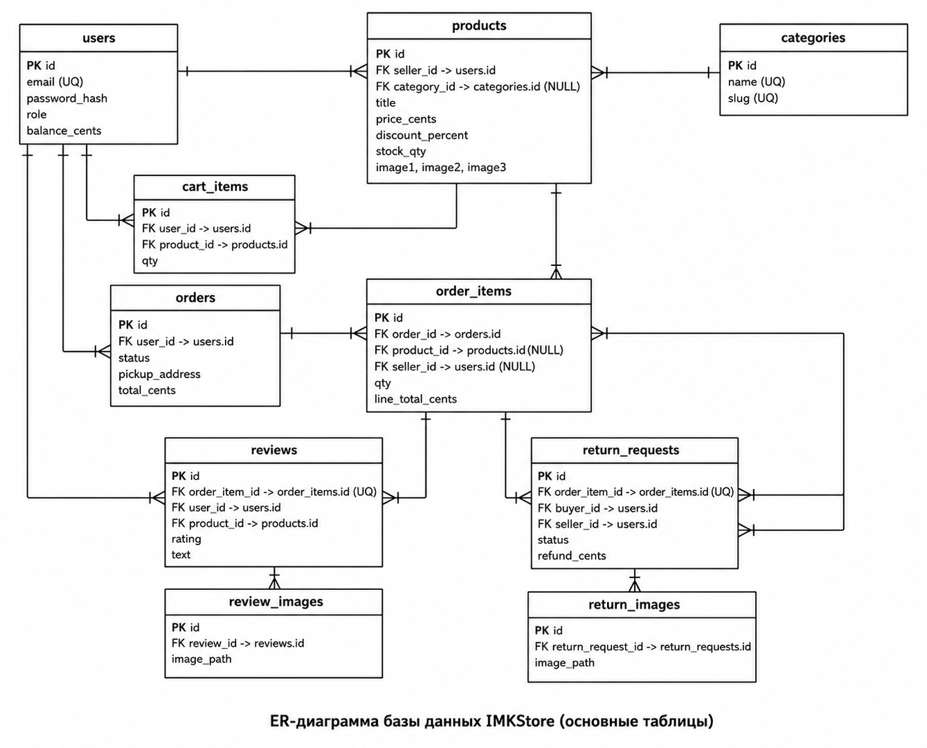 users
PK id
email (UQ)
password_hash
role
balance_cents
products
PK id
FK seller_id -> users.id
FK category_id -> categories.id (NULL)
title
price_cents
discount_percent
stock_qty
image1, image2, image3
categories
PK id
name (UQ)
slug (UQ)
cart_items
PK id
FK user_id -> users.id
FK product_id -> products.id
qty
orders
PK id
FK user_id -> users.id
status
pickup_address
total_cents
order_items
PK id
FK order_id -> orders.id
FK product_id -> products.id (NULL)
FK seller_id -> users.id (NULL)
qty
line_total_cents
reviews
PK id
FK order_item_id -> order_items.id (UQ)
FK user_id -> users.id
FK product_id -> products.id
rating
text
return_requests
PK id
FK order_item_id -> order_items.id (UQ)
FK buyer_id -> users.id
FK seller_id -> users.id
status
refund_cents
review_images
PK id
FK review_id -> reviews.id
image_path
return_images
PK id
FK return_request_id -> return_requests.id
image_path
ER-диаграмма базы данных IMKStore (основные таблицы)